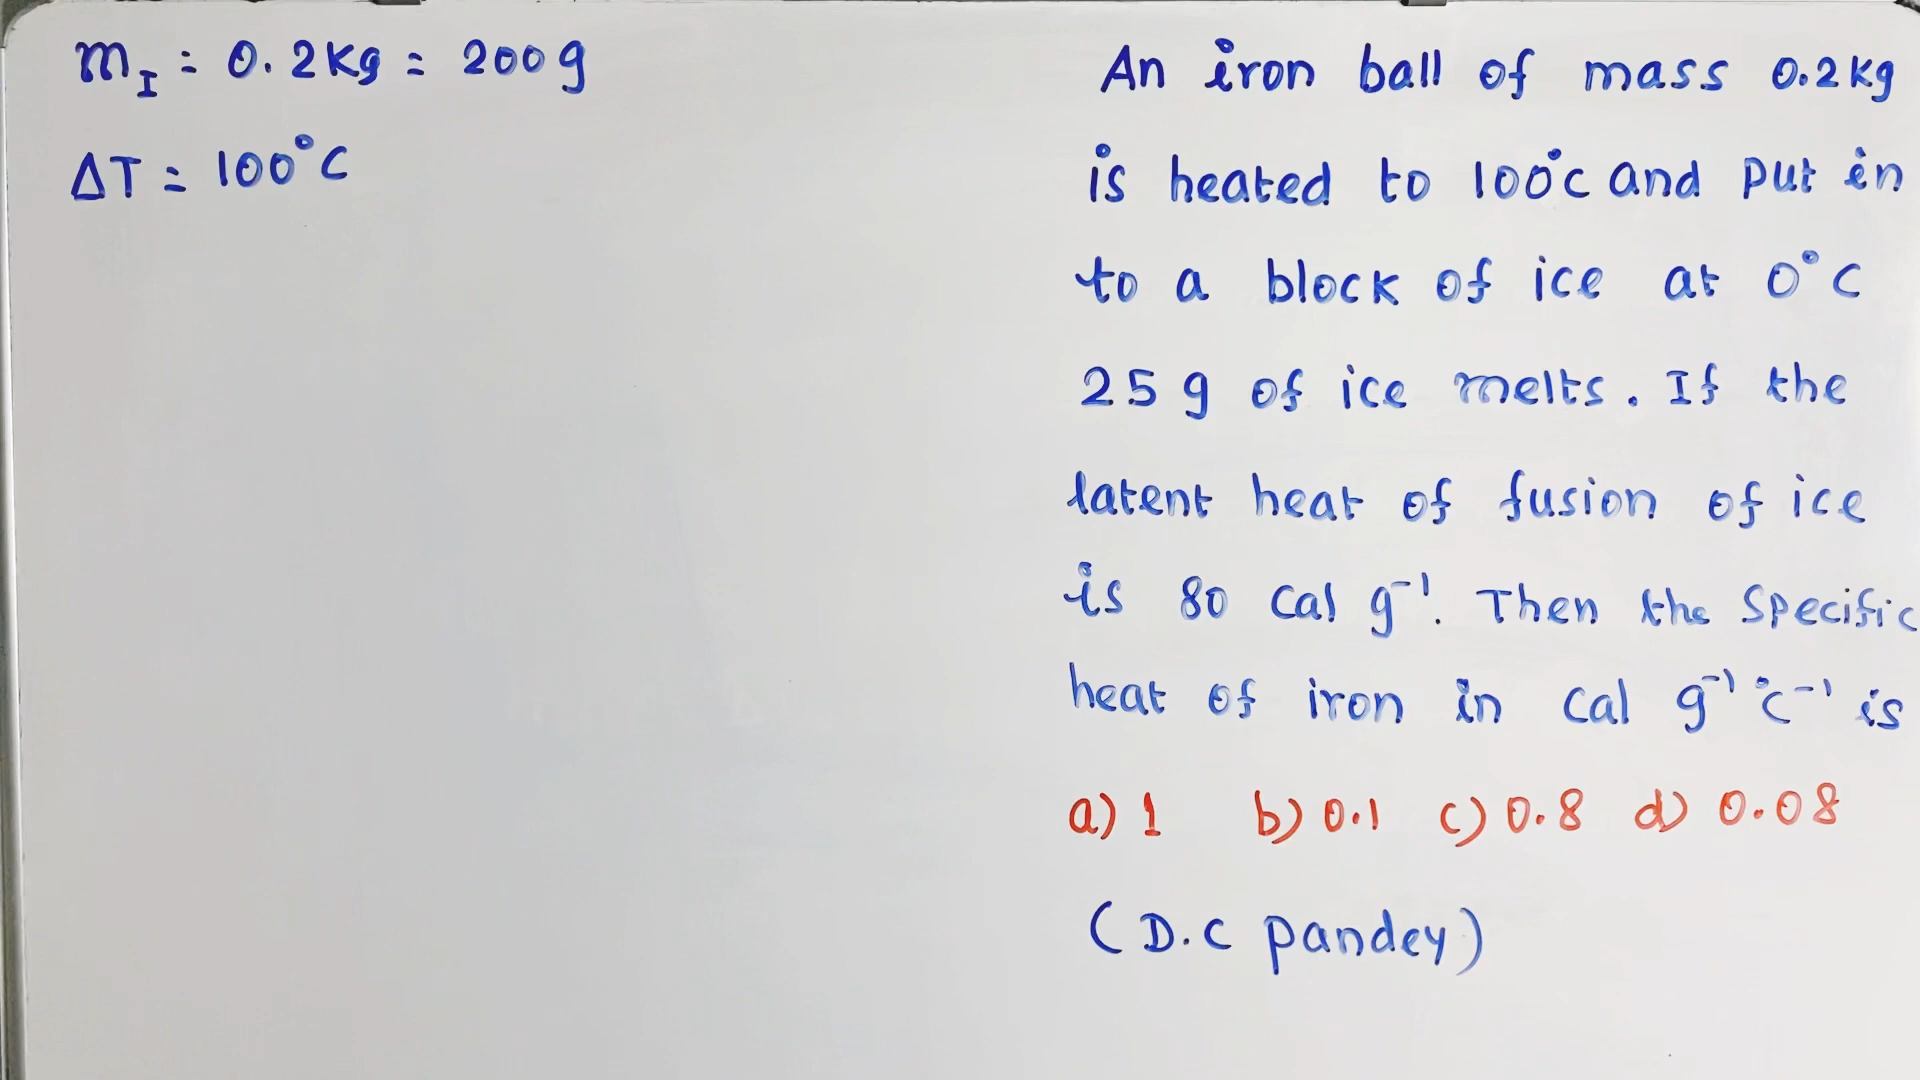 m_I = 0.2Kg = 200g
ΔT = 100°C
An iron ball of mass 0.2kg
is heated to 100°C and put in
to a block of ice at 0°C
25g of ice melts. If the
latent heat of fusion of ice
is 80 Cal g⁻¹. Then the Specific
heat of iron in Cal g⁻¹ °C⁻¹ is
a) 1 b) 0.1 c) 0.8 d) 0.08
(D.C pandey)